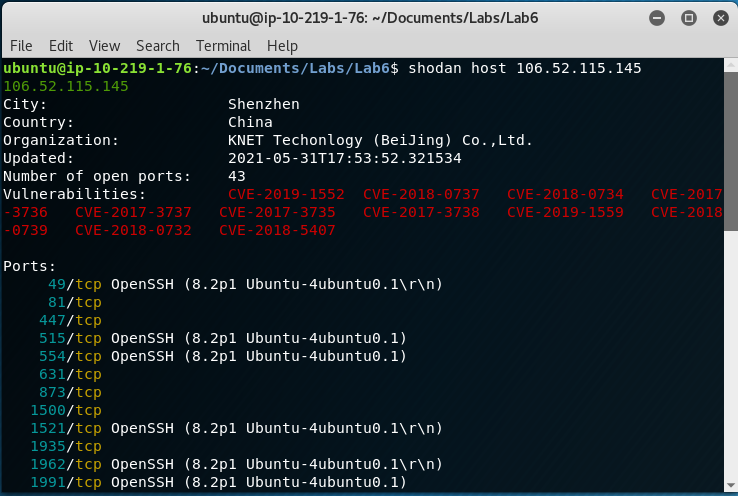 ubuntu@ip-10-219-1-76: ~/Documents/Labs/Lab6
File Edit View Search Terminal Help
ubuntu@ip-10-219-1-76:~/Documents/Labs/Lab6$ shodan host 106.52.115.145
106.52.115.145
City: Shenzhen
Country: China
Organization: KNET Techonlogy (BeiJing) Co.,Ltd.
Updated: 2021-05-31T17:53:52.321534
Number of open ports: 43
Vulnerabilities: CVE-2019-1552 CVE-2018-0737 CVE-2018-0734 CVE-2017
-3736 CVE-2017-3737 CVE-2017-3735 CVE-2017-3738 CVE-2019-1559 CVE-2018
-0739 CVE-2018-0732 CVE-2018-5407
Ports:
49/tcp OpenSSH (8.2p1 Ubuntu-4ubuntu0.1\r\n)
81/tcp
447/tcp
515/tcp OpenSSH (8.2p1 Ubuntu-4ubuntu0.1)
554/tcp OpenSSH (8.2p1 Ubuntu-4ubuntu0.1)
631/tcp
873/tcp
1500/tcp
1521/tcp OpenSSH (8.2p1 Ubuntu-4ubuntu0.1\r\n)
1935/tcp
1962/tcp OpenSSH (8.2p1 Ubuntu-4ubuntu0.1\r\n)
1991/tcp OpenSSH (8.2p1 Ubuntu-4ubuntu0.1)